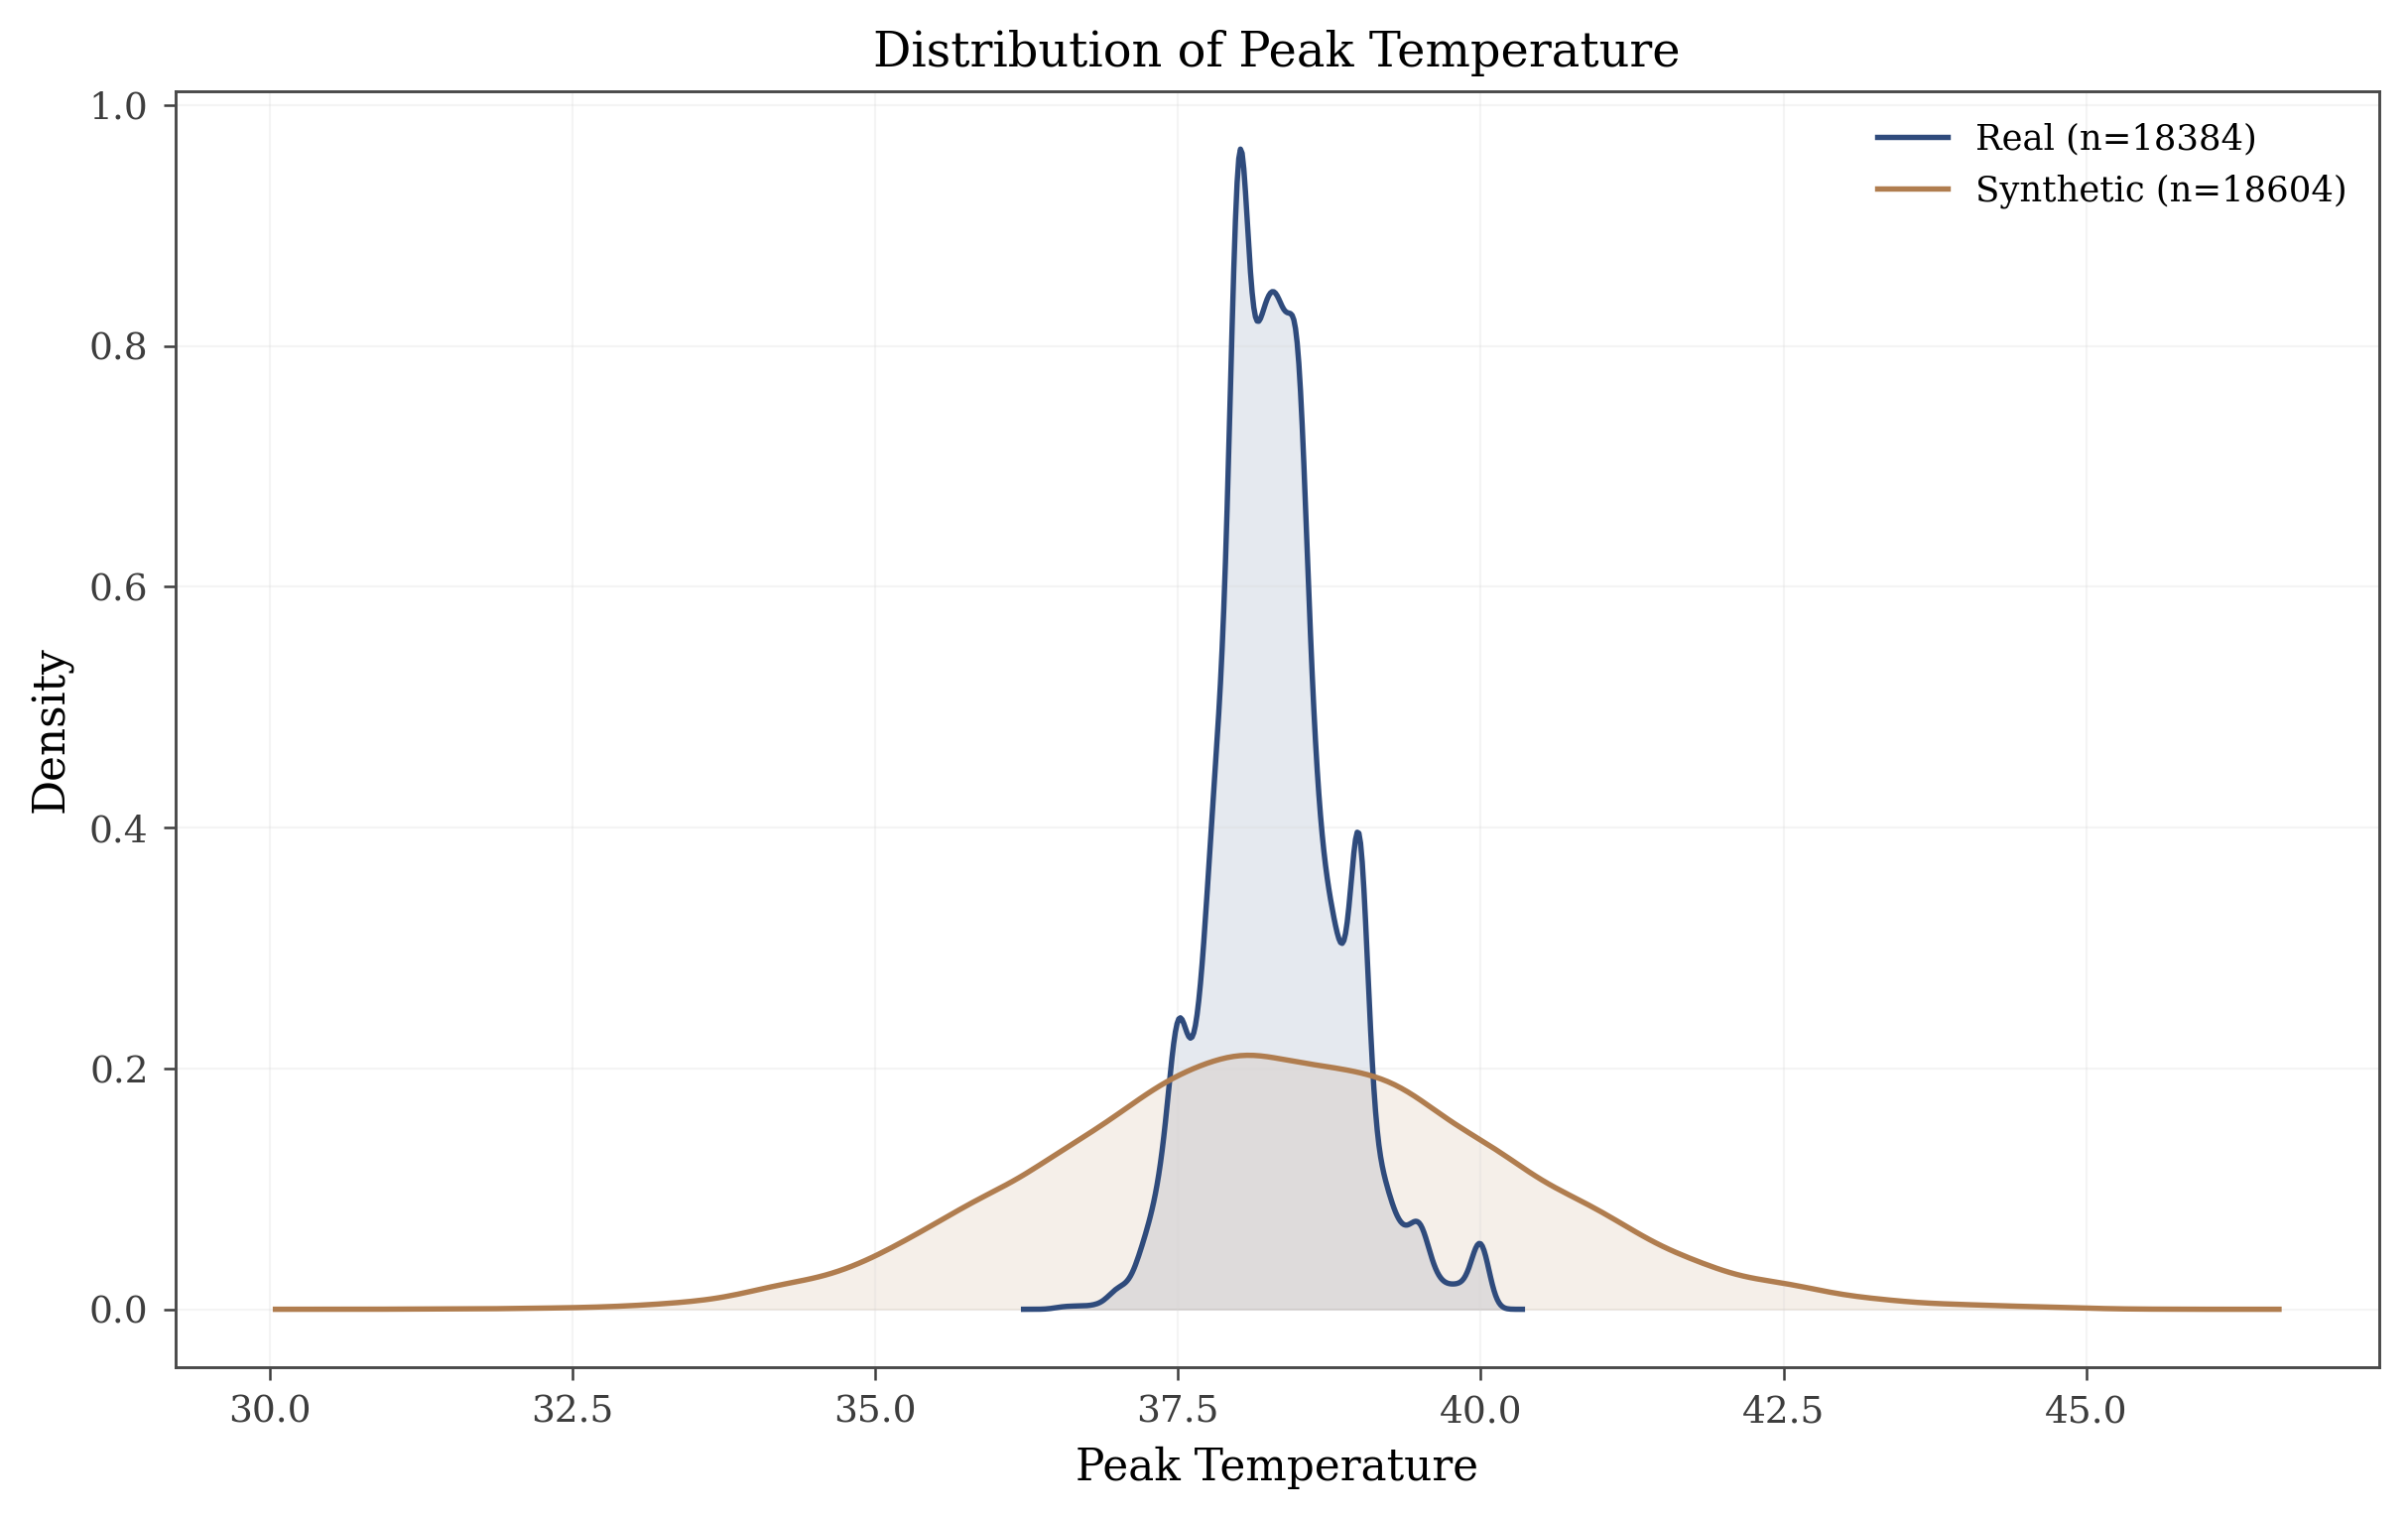 Distribution of Peak Temperature
1.0
0.8
0.6
0.4
0.2
0.0
Density
Real (n=18384)
Synthetic (n=18604)
30.0 32.5 35.0 37.5 40.0 42.5 45.0
Peak Temperature